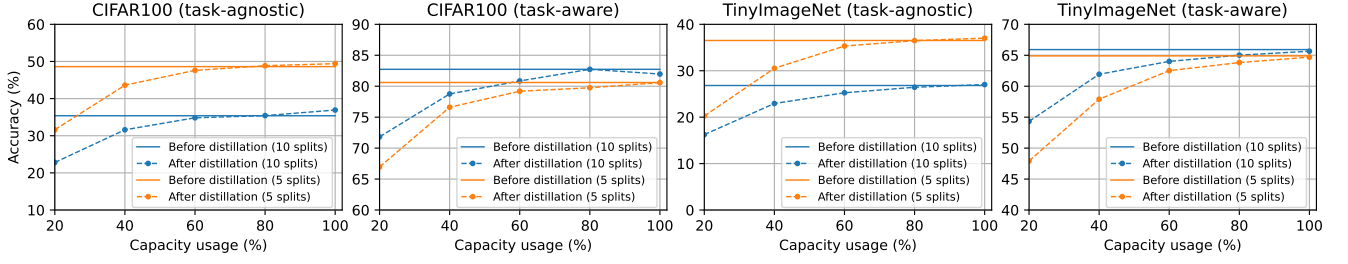 CIFAR100 (task-agnostic)
60
50
40
30
20
10
Accuracy (%)
20 40 60 80 100
Capacity usage (%)
Before distillation (10 splits)
After distillation (10 splits)
Before distillation (5 splits)
After distillation (5 splits)
CIFAR100 (task-aware)
90
85
80
75
70
65
60
20 40 60 80 100
Capacity usage (%)
Before distillation (10 splits)
After distillation (10 splits)
Before distillation (5 splits)
After distillation (5 splits)
TinyImageNet (task-agnostic)
40
30
20
10
0
20 40 60 80 100
Capacity usage (%)
Before distillation (10 splits)
After distillation (10 splits)
Before distillation (5 splits)
After distillation (5 splits)
TinyImageNet (task-aware)
70
65
60
55
50
45
40
20 40 60 80 100
Capacity usage (%)
Before distillation (10 splits)
After distillation (10 splits)
Before distillation (5 splits)
After distillation (5 splits)